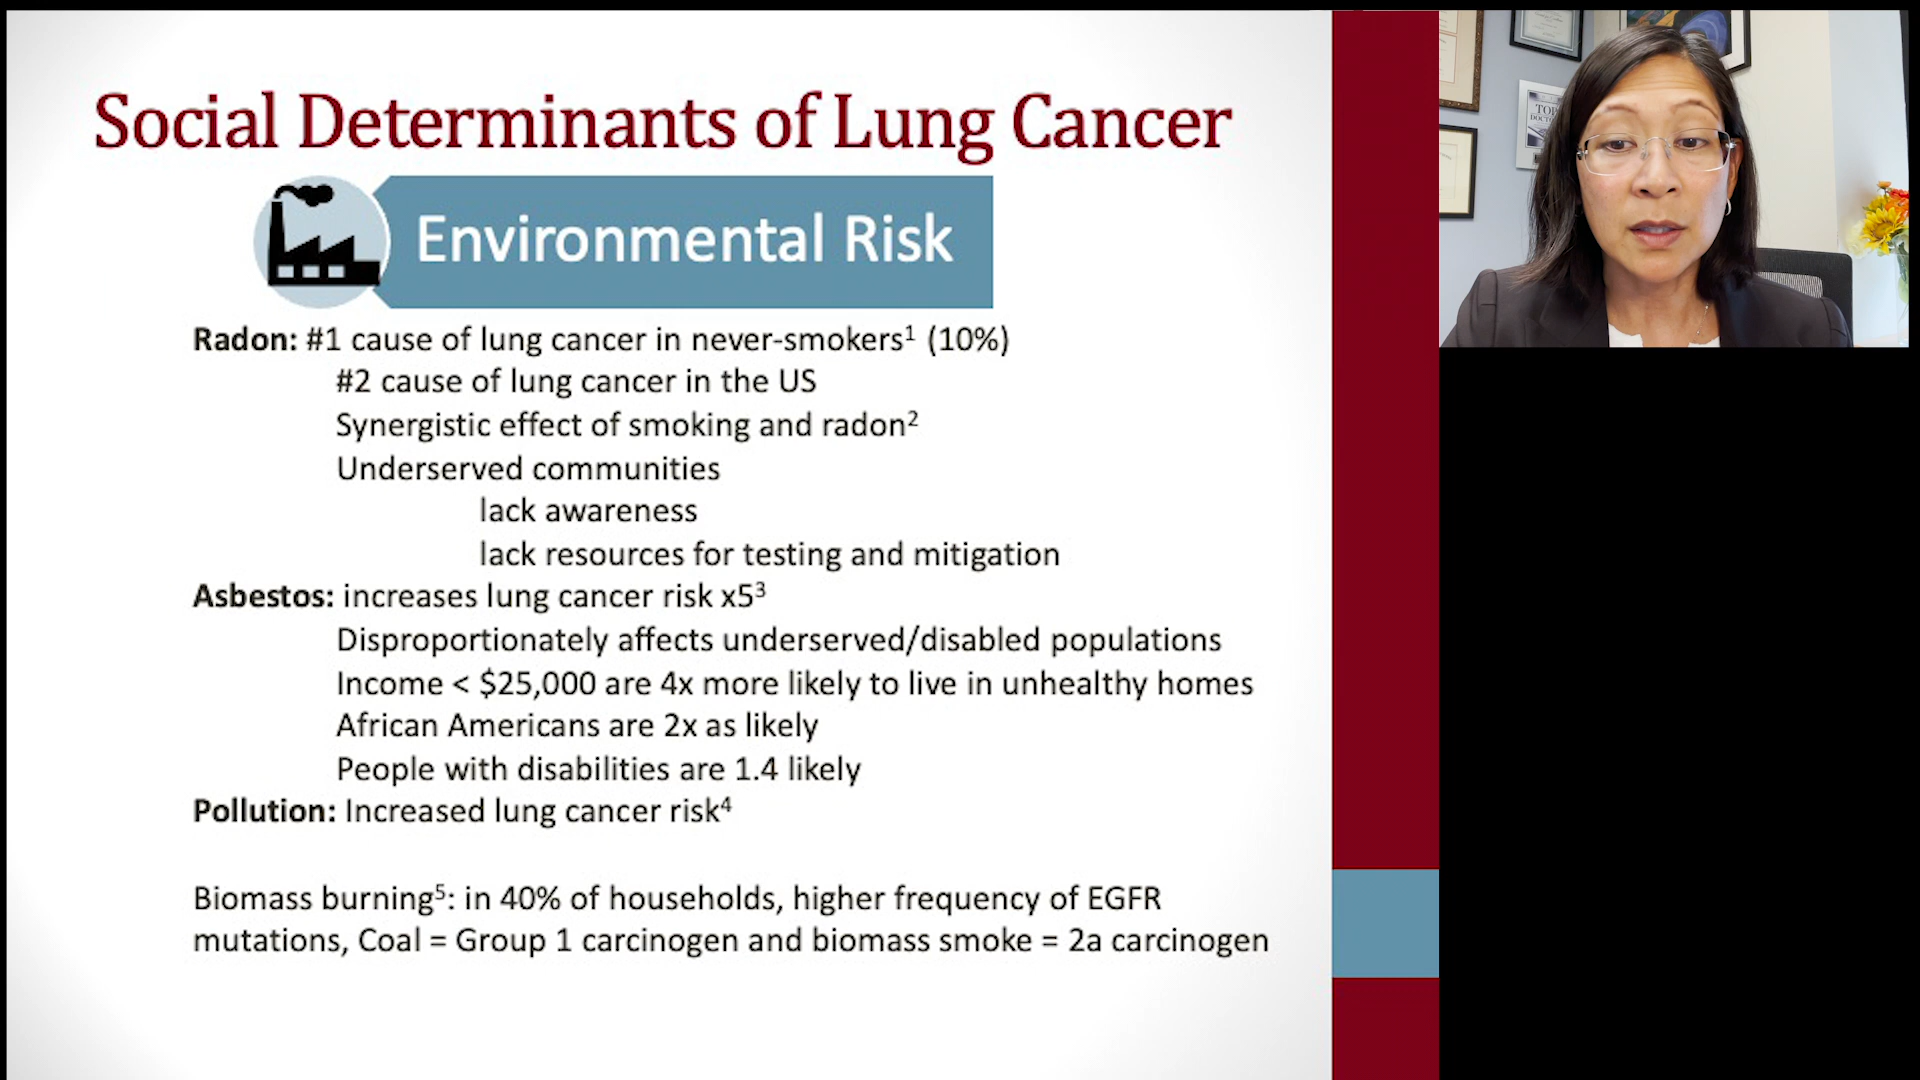 Social Determinants of Lung Cancer
Environmental Risk
Radon: #1 cause of lung cancer in never-smokers¹ (10%)
#2 cause of lung cancer in the US
Synergistic effect of smoking and radon²
Underserved communities
lack awareness
lack resources for testing and mitigation
Asbestos: increases lung cancer risk x5³
Disproportionately affects underserved/disabled populations
Income < $25,000 are 4x more likely to live in unhealthy homes
African Americans are 2x as likely
People with disabilities are 1.4 likely
Pollution: Increased lung cancer risk⁴
Biomass burning⁵: in 40% of households, higher frequency of EGFR
mutations, Coal = Group 1 carcinogen and biomass smoke = 2a carcinogen